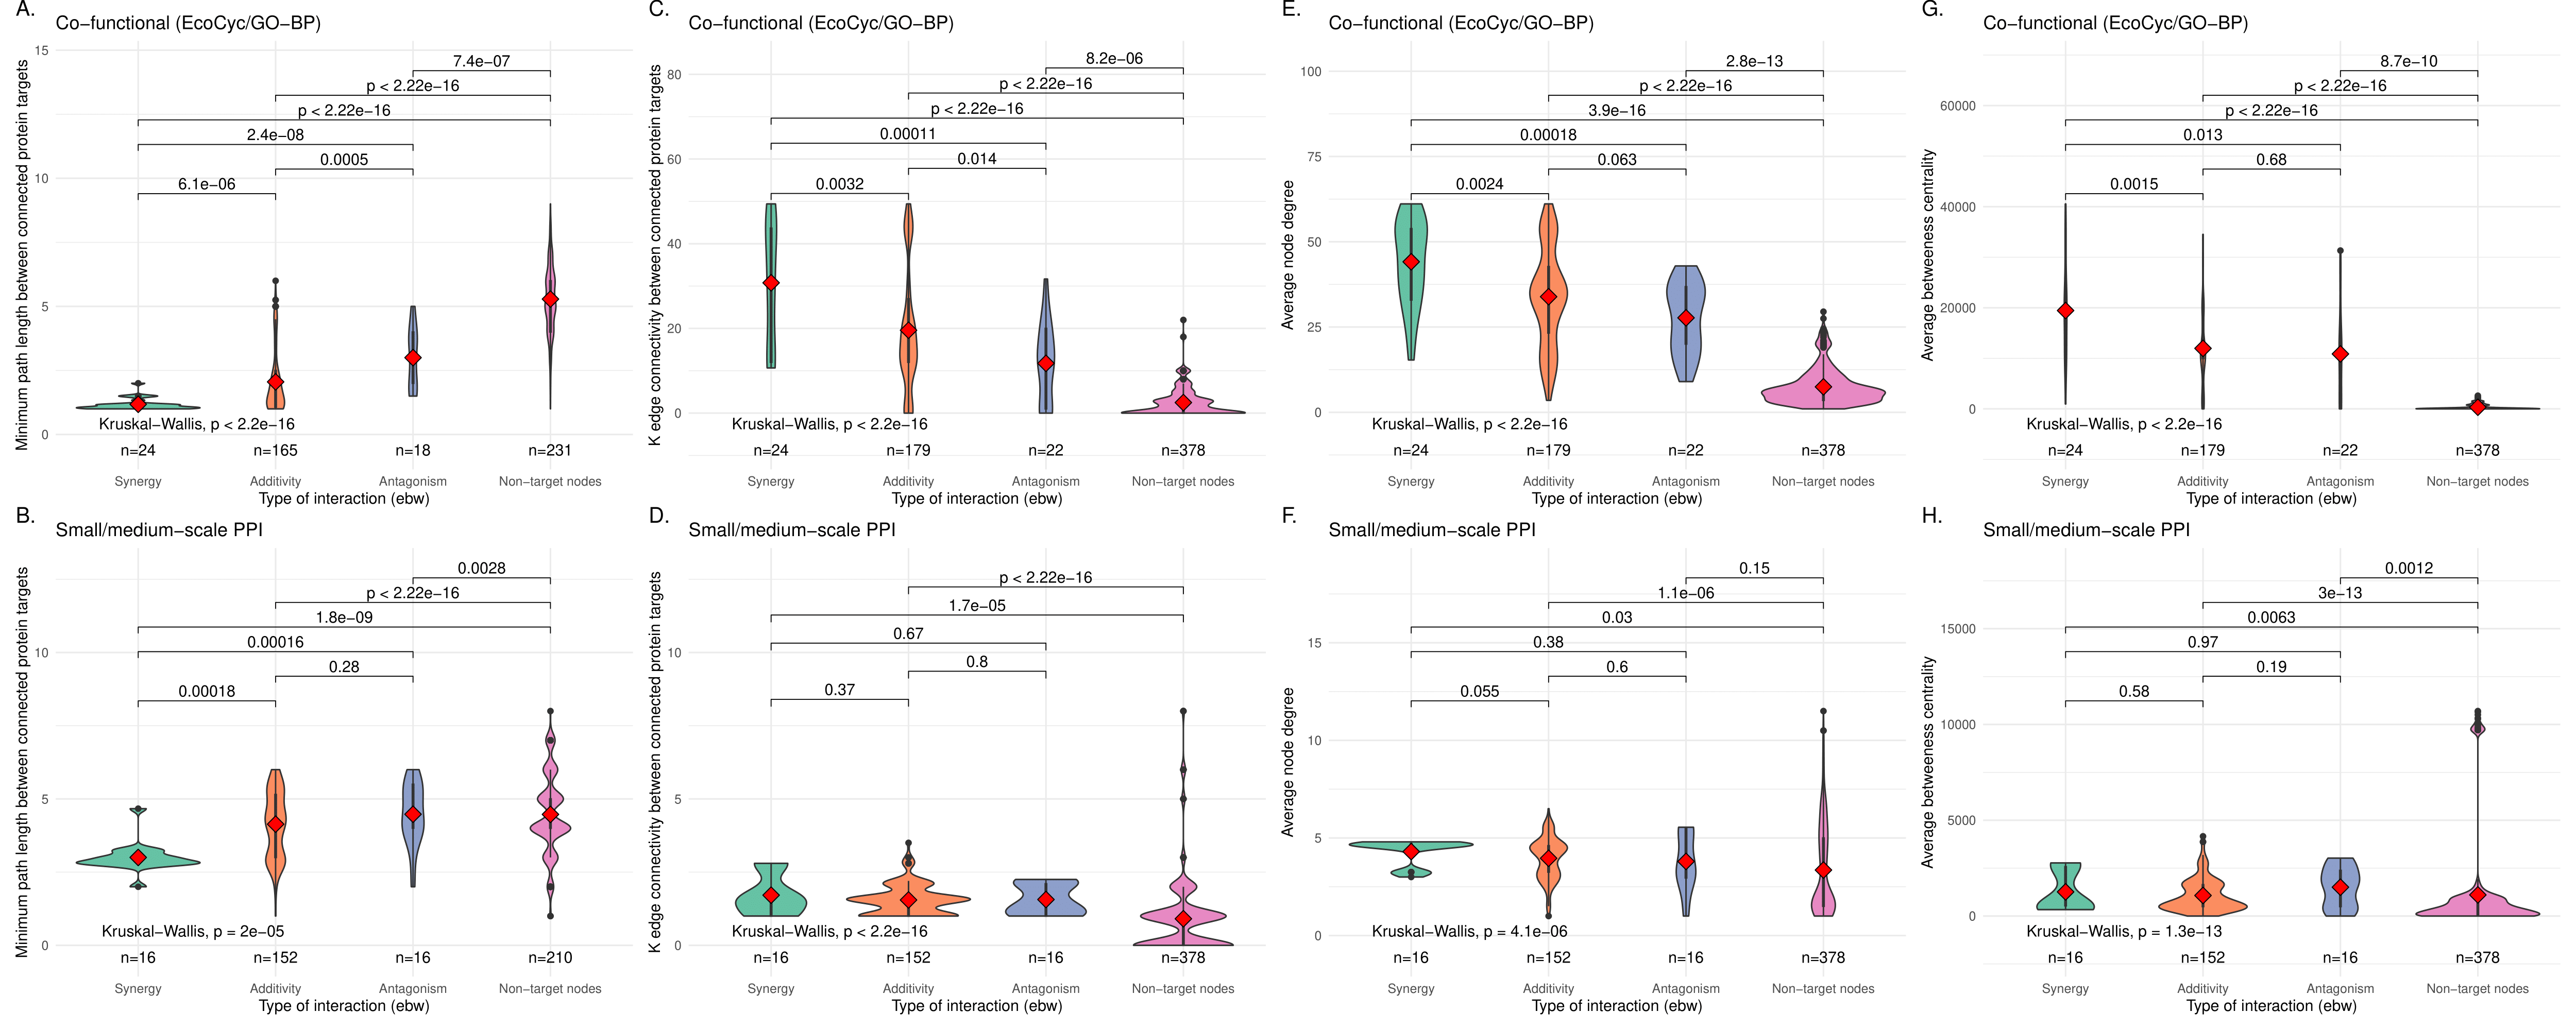 A.
Co−functional (EcoCyc/GO−BP)
Minimum path length between connected protein targets
15
10
5
0
7.4e−07
p < 2.22e−16
p < 2.22e−16
2.4e−08
0.0005
6.1e−06
Kruskal−Wallis, p < 2.2e−16
n=24
n=165
n=18
n=231
Synergy
Additivity
Antagonism
Non−target nodes
Type of interaction (ebw)
C.
Co−functional (EcoCyc/GO−BP)
K edge connectivity between connected protein targets
80
60
40
20
0
8.2e−06
p < 2.22e−16
p < 2.22e−16
0.00011
0.014
0.0032
Kruskal−Wallis, p < 2.2e−16
n=24
n=179
n=22
n=378
Synergy
Additivity
Antagonism
Non−target nodes
Type of interaction (ebw)
E.
Co−functional (EcoCyc/GO−BP)
Average node degree
100
75
50
25
0
2.8e−13
p < 2.22e−16
3.9e−16
0.00018
0.063
0.0024
Kruskal−Wallis, p < 2.2e−16
n=24
n=179
n=22
n=378
Synergy
Additivity
Antagonism
Non−target nodes
Type of interaction (ebw)
G.
Co−functional (EcoCyc/GO−BP)
Average betweeness centrality
60000
40000
20000
0
8.7e−10
p < 2.22e−16
p < 2.22e−16
0.013
0.68
0.0015
Kruskal−Wallis, p < 2.2e−16
n=24
n=179
n=22
n=378
Synergy
Additivity
Antagonism
Non−target nodes
Type of interaction (ebw)
B.
Small/medium−scale PPI
Minimum path length between connected protein targets
10
5
0
0.0028
p < 2.22e−16
1.8e−09
0.00016
0.28
0.00018
Kruskal−Wallis, p = 2e−05
n=16
n=152
n=16
n=210
Synergy
Additivity
Antagonism
Non−target nodes
Type of interaction (ebw)
D.
Small/medium−scale PPI
K edge connectivity between connected protein targets
10
5
0
p < 2.22e−16
1.7e−05
0.67
0.8
0.37
Kruskal−Wallis, p < 2.2e−16
n=16
n=152
n=16
n=378
Synergy
Additivity
Antagonism
Non−target nodes
Type of interaction (ebw)
F.
Small/medium−scale PPI
Average node degree
15
10
5
0
0.15
1.1e−06
0.03
0.38
0.6
0.055
Kruskal−Wallis, p = 4.1e−06
n=16
n=152
n=16
n=378
Synergy
Additivity
Antagonism
Non−target nodes
Type of interaction (ebw)
H.
Small/medium−scale PPI
Average betweeness centrality
15000
10000
5000
0
0.0012
3e−13
0.0063
0.97
0.19
0.58
Kruskal−Wallis, p = 1.3e−13
n=16
n=152
n=16
n=378
Synergy
Additivity
Antagonism
Non−target nodes
Type of interaction (ebw)